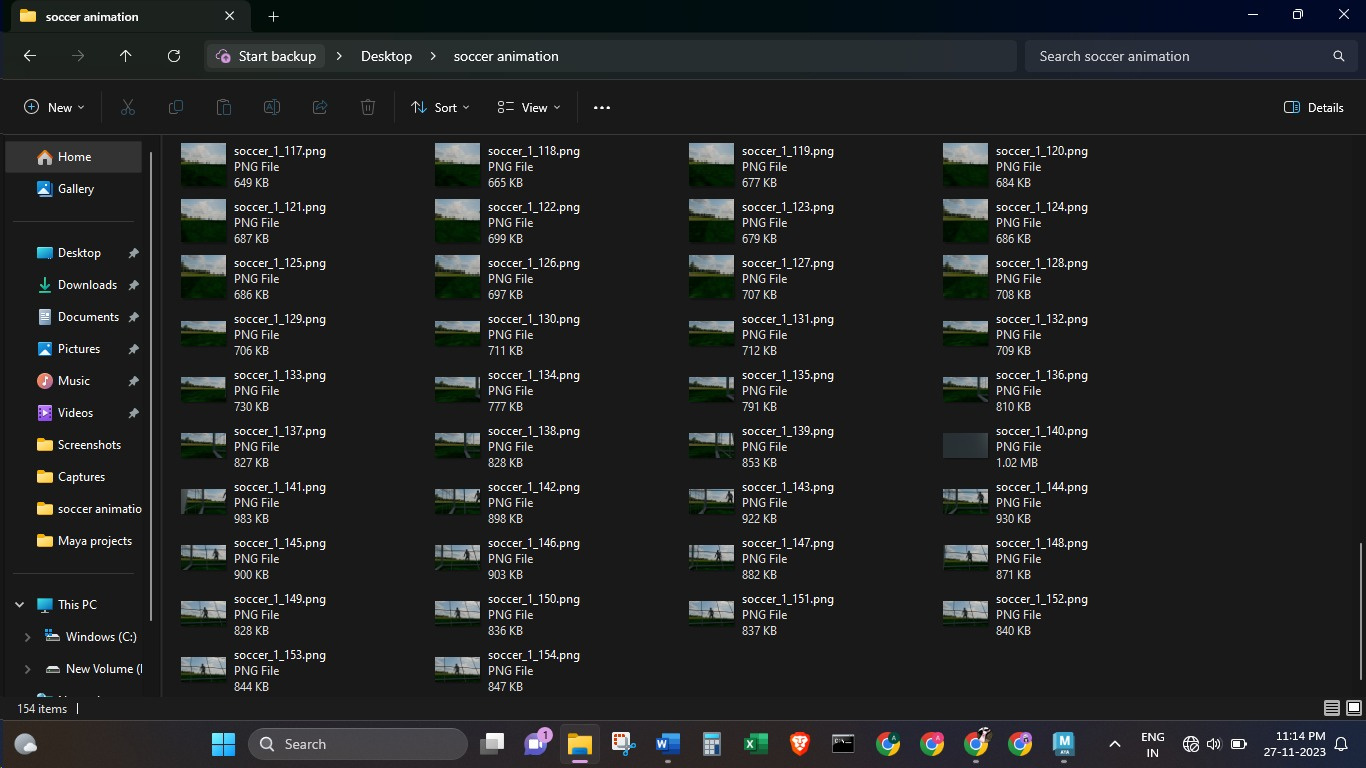 soccer animation
Start backup
Desktop
soccer animation
Search soccer animation
New
Sort
View
Details
Home
Gallery
Desktop
Downloads
Documents
Pictures
Music
Videos
Screenshots
Captures
soccer animatio
Maya projects
This PC
Windows (C:)
New Volume (
soccer_1_117.png
PNG File
649 KB
soccer_1_118.png
PNG File
665 KB
soccer_1_119.png
PNG File
677 KB
soccer_1_120.png
PNG File
684 KB
soccer_1_121.png
PNG File
687 KB
soccer_1_122.png
PNG File
699 KB
soccer_1_123.png
PNG File
679 KB
soccer_1_124.png
PNG File
686 KB
soccer_1_125.png
PNG File
686 KB
soccer_1_126.png
PNG File
697 KB
soccer_1_127.png
PNG File
707 KB
soccer_1_128.png
PNG File
708 KB
soccer_1_129.png
PNG File
706 KB
soccer_1_130.png
PNG File
711 KB
soccer_1_131.png
PNG File
712 KB
soccer_1_132.png
PNG File
709 KB
soccer_1_133.png
PNG File
730 KB
soccer_1_134.png
PNG File
777 KB
soccer_1_135.png
PNG File
791 KB
soccer_1_136.png
PNG File
810 KB
soccer_1_137.png
PNG File
827 KB
soccer_1_138.png
PNG File
828 KB
soccer_1_139.png
PNG File
853 KB
soccer_1_140.png
PNG File
1.02 MB
soccer_1_141.png
PNG File
983 KB
soccer_1_142.png
PNG File
898 KB
soccer_1_143.png
PNG File
922 KB
soccer_1_144.png
PNG File
930 KB
soccer_1_145.png
PNG File
900 KB
soccer_1_146.png
PNG File
903 KB
soccer_1_147.png
PNG File
882 KB
soccer_1_148.png
PNG File
871 KB
soccer_1_149.png
PNG File
828 KB
soccer_1_150.png
PNG File
836 KB
soccer_1_151.png
PNG File
837 KB
soccer_1_152.png
PNG File
840 KB
soccer_1_153.png
PNG File
844 KB
soccer_1_154.png
PNG File
847 KB
154 items
Search
1
ENG
IN
11:14 PM
27-11-2023